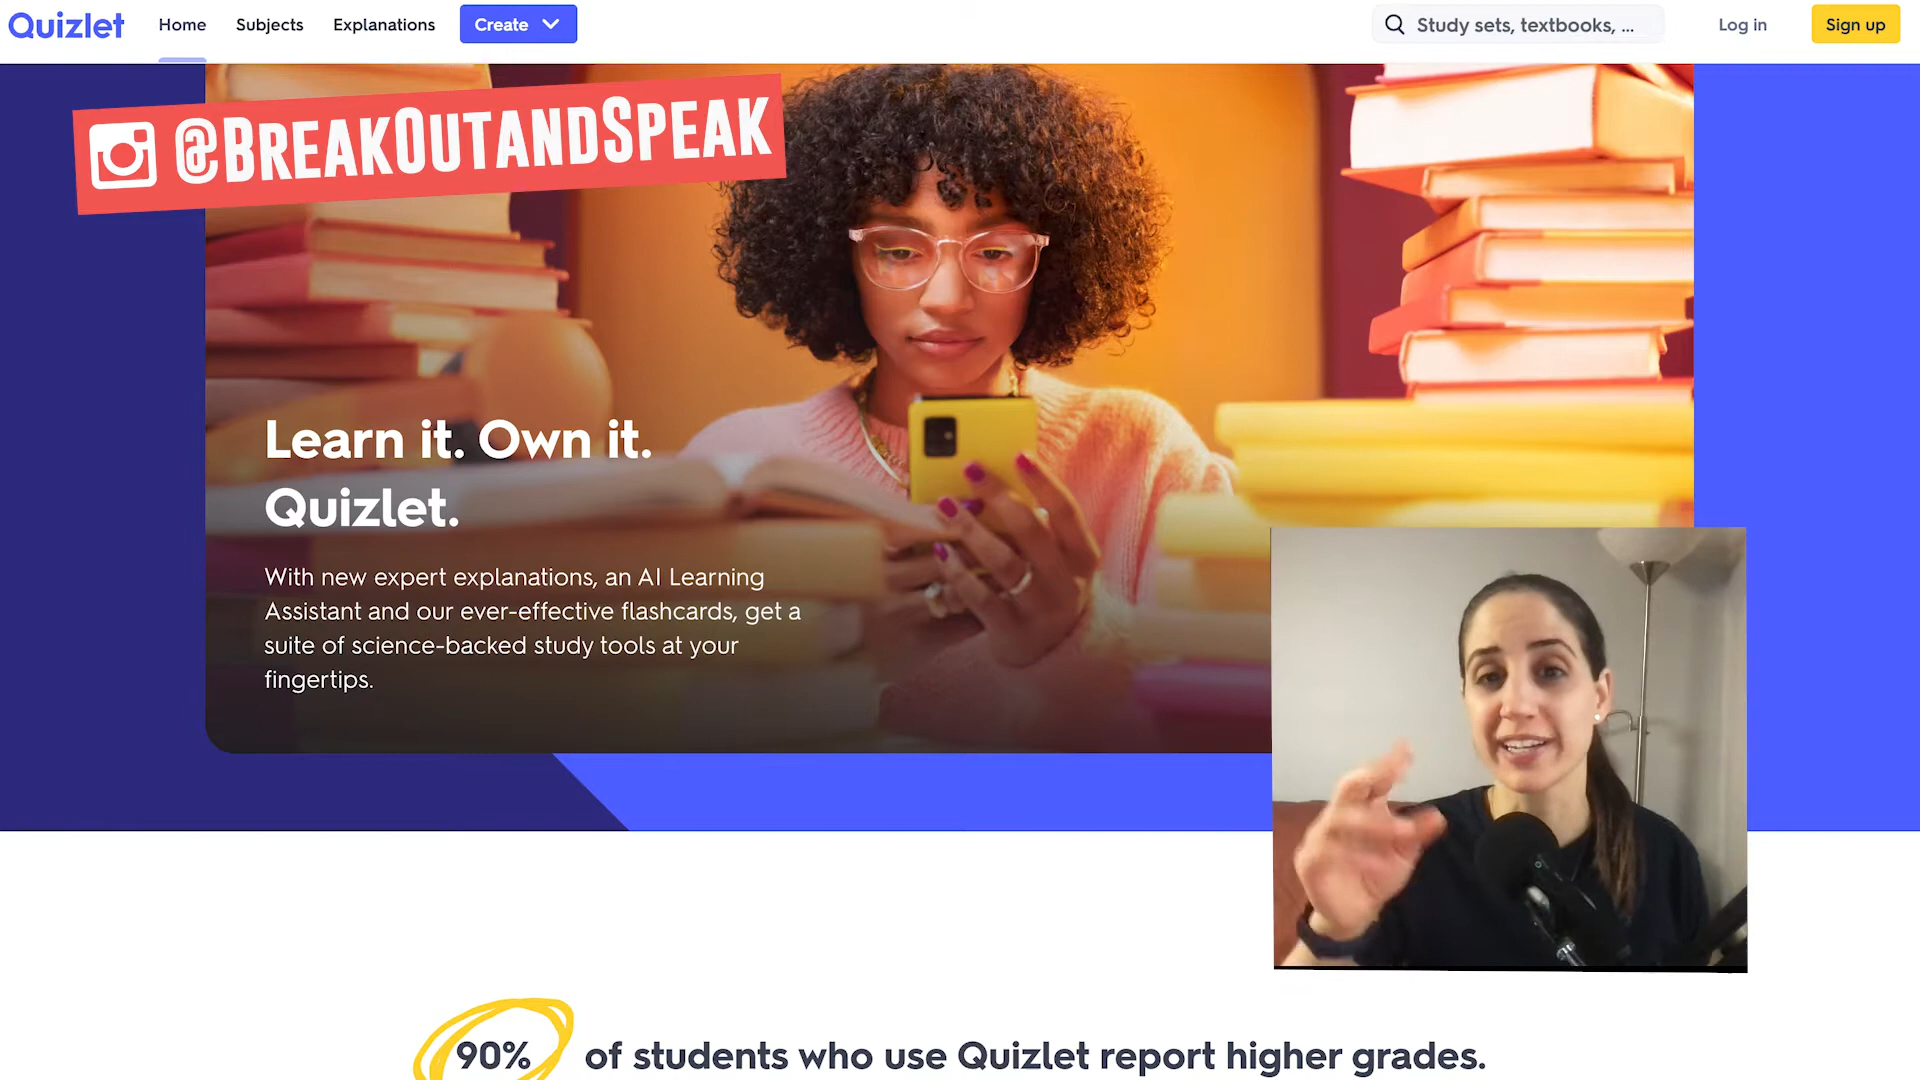 Quizlet
Home
Subjects
Explanations
Create
Study sets, textbooks, ...
Log in
Sign up
@BreakOutandSpeak
Learn it. Own it.
Quizlet.
With new expert explanations, an AI Learning
Assistant and our ever-effective flashcards, get a
suite of science-backed study tools at your
fingertips.
90% of students who use Quizlet report higher grades.